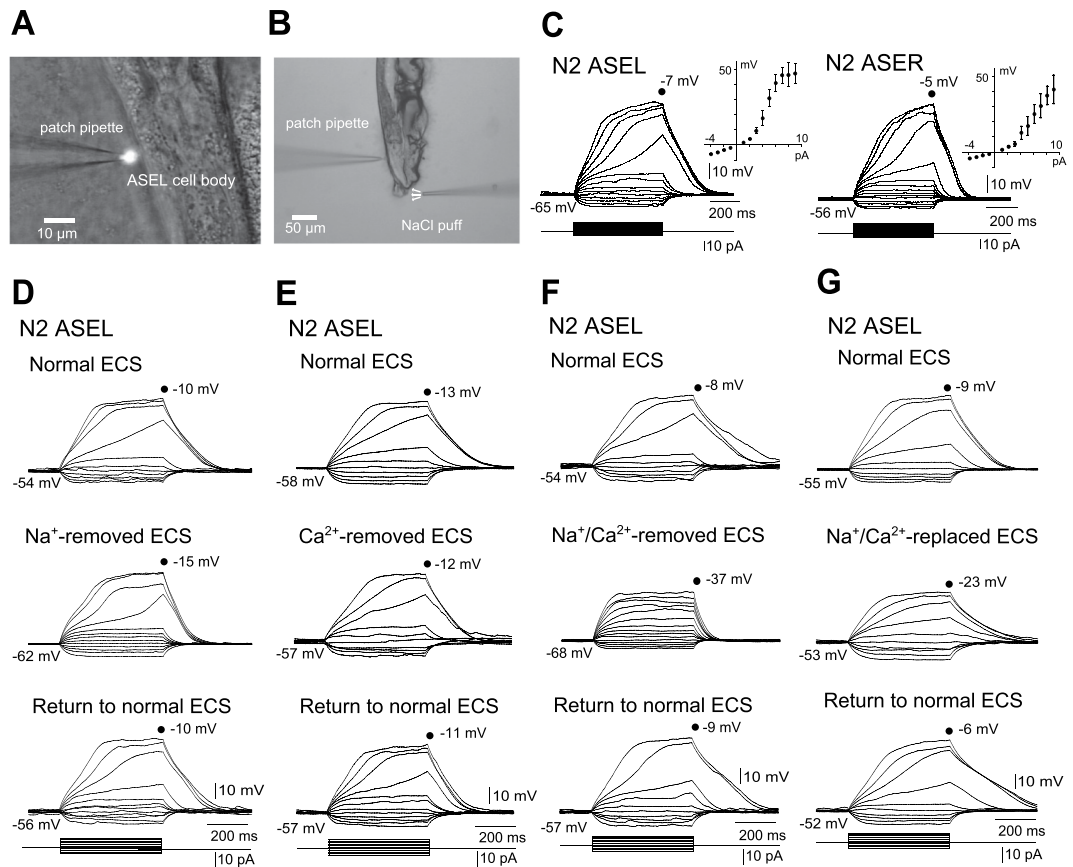 A
patch pipette
ASEL cell body
10 µm
B
patch pipette
NaCl puff
50 µm
C
N2 ASEL
-7 mV
50
mV
-4
10
pA
10 mV
-65 mV
200 ms
10 pA
N2 ASER
-5 mV
50
mV
-4
10
pA
10 mV
-56 mV
200 ms
10 pA
D
N2 ASEL
Normal ECS
-10 mV
-54 mV
Na⁺-removed ECS
-15 mV
-62 mV
Return to normal ECS
-10 mV
10 mV
-56 mV
200 ms
10 pA
E
N2 ASEL
Normal ECS
-13 mV
-58 mV
Ca²⁺-removed ECS
-12 mV
-57 mV
Return to normal ECS
-11 mV
10 mV
-57 mV
200 ms
10 pA
F
N2 ASEL
Normal ECS
-8 mV
-54 mV
Na⁺/Ca²⁺-removed ECS
-37 mV
-68 mV
Return to normal ECS
-9 mV
10 mV
-57 mV
200 ms
10 pA
G
N2 ASEL
Normal ECS
-9 mV
-55 mV
Na⁺/Ca²⁺-replaced ECS
-23 mV
-53 mV
Return to normal ECS
-6 mV
10 mV
-52 mV
200 ms
10 pA